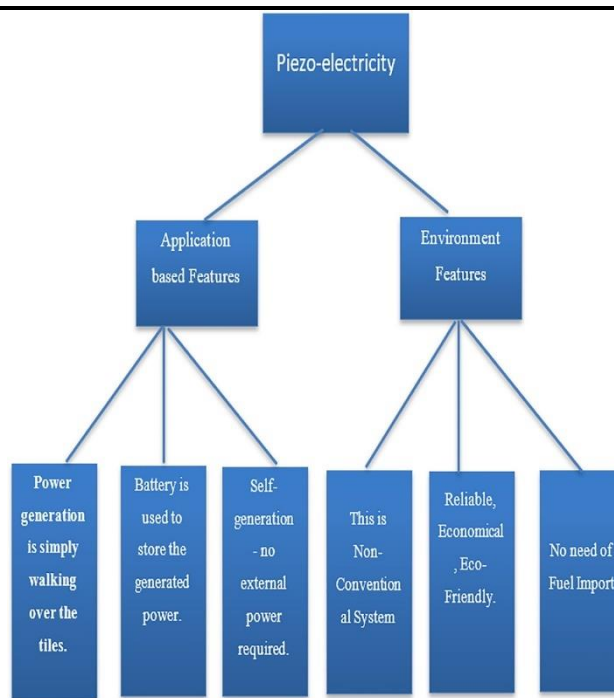 Piezo-electricity
Application
based Features
Environment
Features
Power
generation
is simply
walking
over the
tiles.
Battery is
used to
store the
generated
power.
Self-
generation
- no
external
power
required.
This is
Non-
Convention
al System
Reliable,
Economical
, Eco-
Friendly.
No need of
Fuel Import